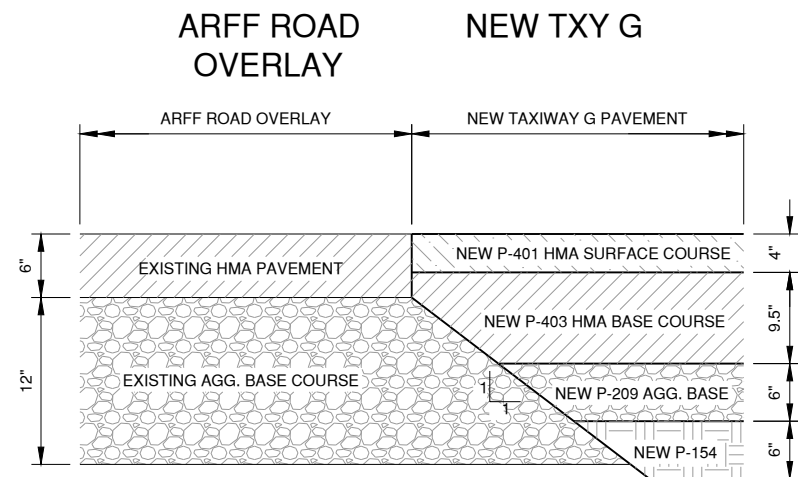 ARFF ROAD
OVERLAY
NEW TXY G
ARFF ROAD OVERLAY
NEW TAXIWAY G PAVEMENT
6"
EXISTING HMA PAVEMENT
NEW P-401 HMA SURFACE COURSE
4"
NEW P-403 HMA BASE COURSE
9.5"
12"
EXISTING AGG. BASE COURSE
1
1
NEW P-209 AGG. BASE
6"
NEW P-154
6"